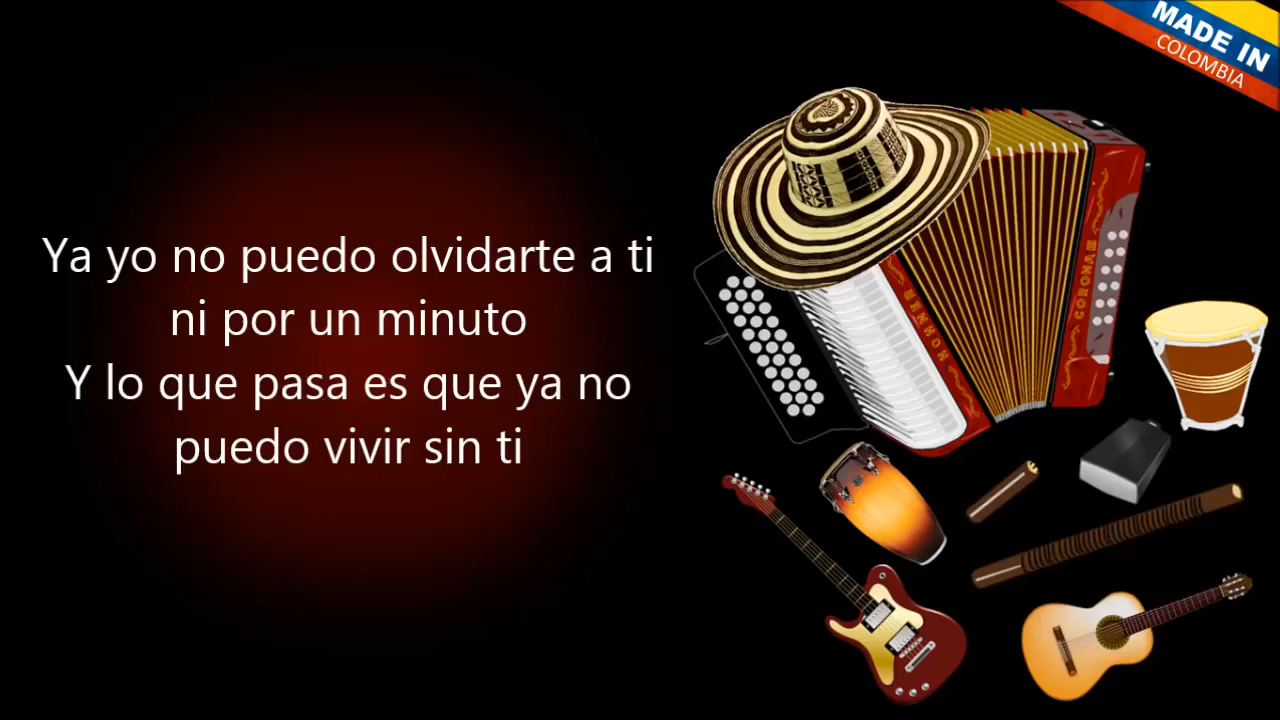 MADE IN
COLOMBIA
Ya yo no puedo olvidarte a ti
ni por un minuto
Y lo que pasa es que ya no
puedo vivir sin ti
HOHNER
CORONA III